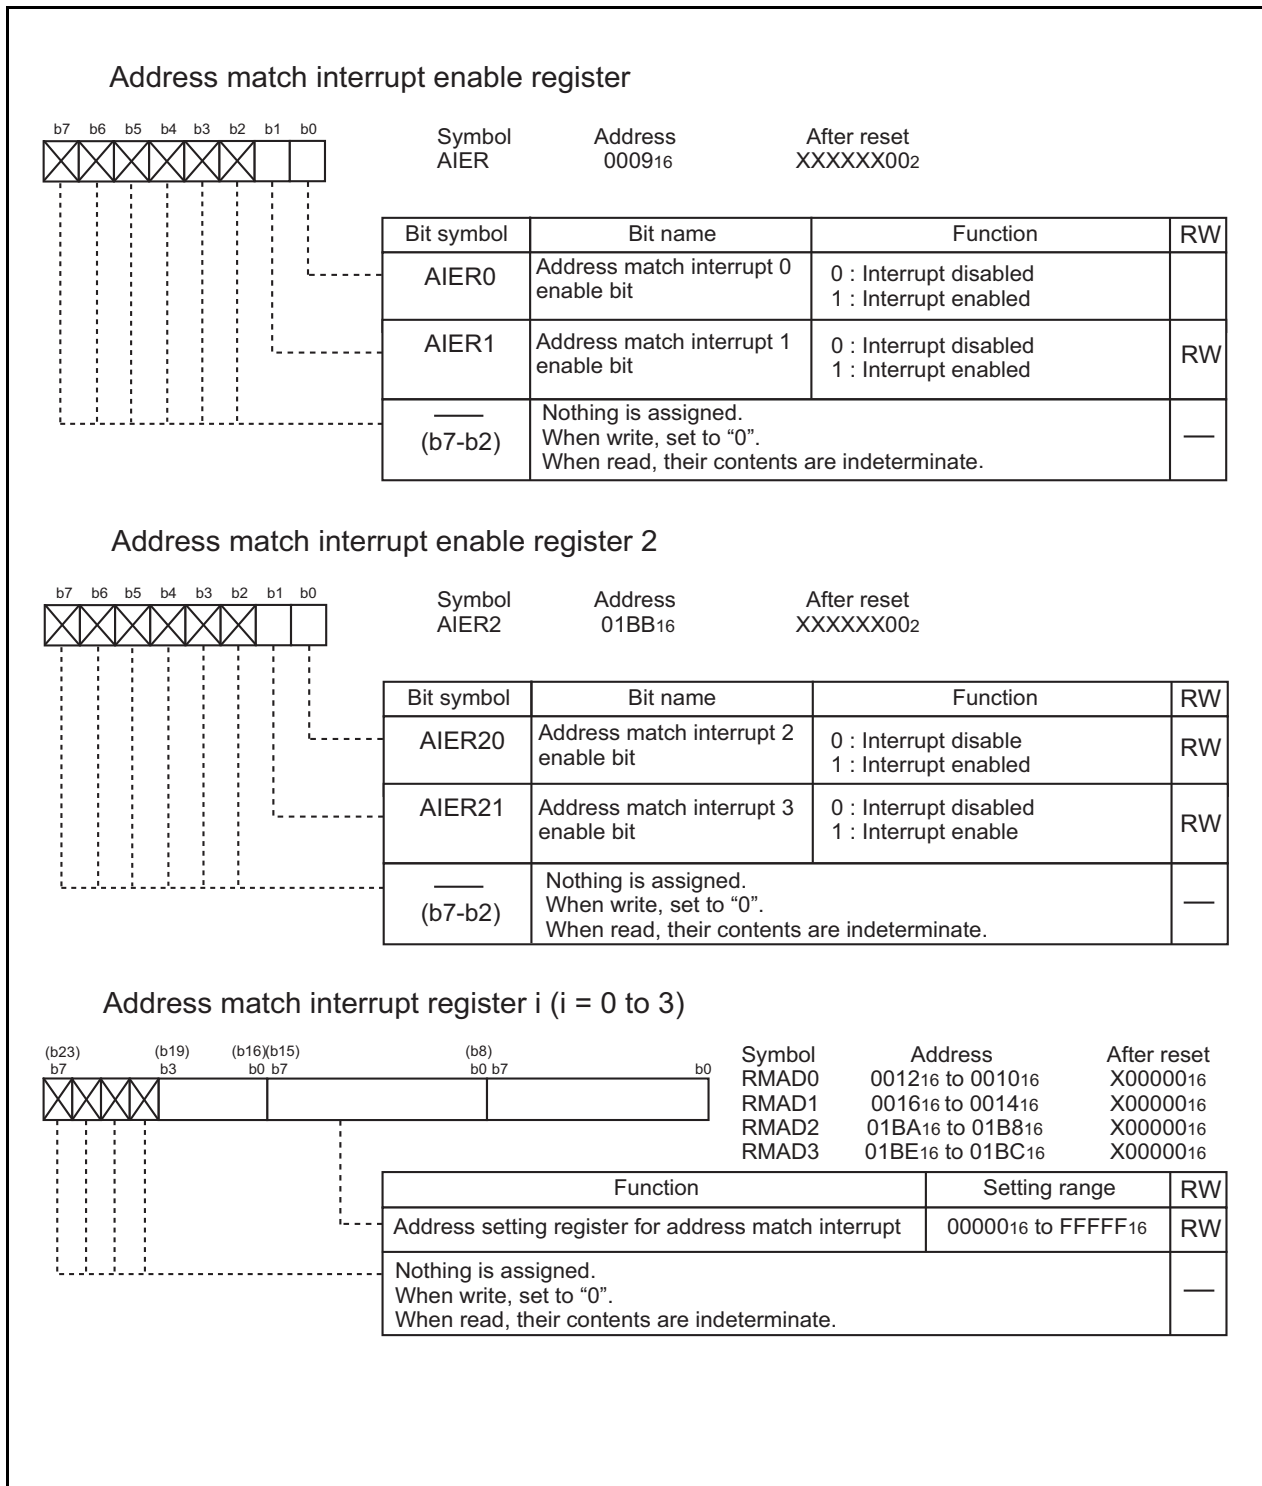 Address match interrupt enable register
b7 b6 b5 b4 b3 b2 b1 b0
Symbol Address After reset
AIER 000916 XXXXXX002
Bit symbol Bit name Function RW
AIER0 Address match interrupt 0 enable bit 0 : Interrupt disabled
1 : Interrupt enabled
AIER1 Address match interrupt 1 enable bit 0 : Interrupt disabled RW
1 : Interrupt enabled
(b7-b2) Nothing is assigned.
When write, set to “0”.
When read, their contents are indeterminate.
Address match interrupt enable register 2
b7 b6 b5 b4 b3 b2 b1 b0
Symbol Address After reset
AIER2 01BB16 XXXXXX002
Bit symbol Bit name Function RW
AIER20 Address match interrupt 2 enable bit 0 : Interrupt disable RW
1 : Interrupt enabled
AIER21 Address match interrupt 3 enable bit 0 : Interrupt disabled RW
1 : Interrupt enable
(b7-b2) Nothing is assigned.
When write, set to “0”.
When read, their contents are indeterminate.
Address match interrupt register i (i = 0 to 3)
(b23) (b19) (b16)(b15) (b8)
b7 b3 b0 b7 b0 b7 b0
Symbol Address After reset
RMAD0 001216 to 001016 X0000016
RMAD1 001616 to 001416 X0000016
RMAD2 01BA16 to 01B816 X0000016
RMAD3 01BE16 to 01BC16 X0000016
Function Setting range RW
Address setting register for address match interrupt 0000016 to FFFFF16 RW
Nothing is assigned.
When write, set to “0”.
When read, their contents are indeterminate.